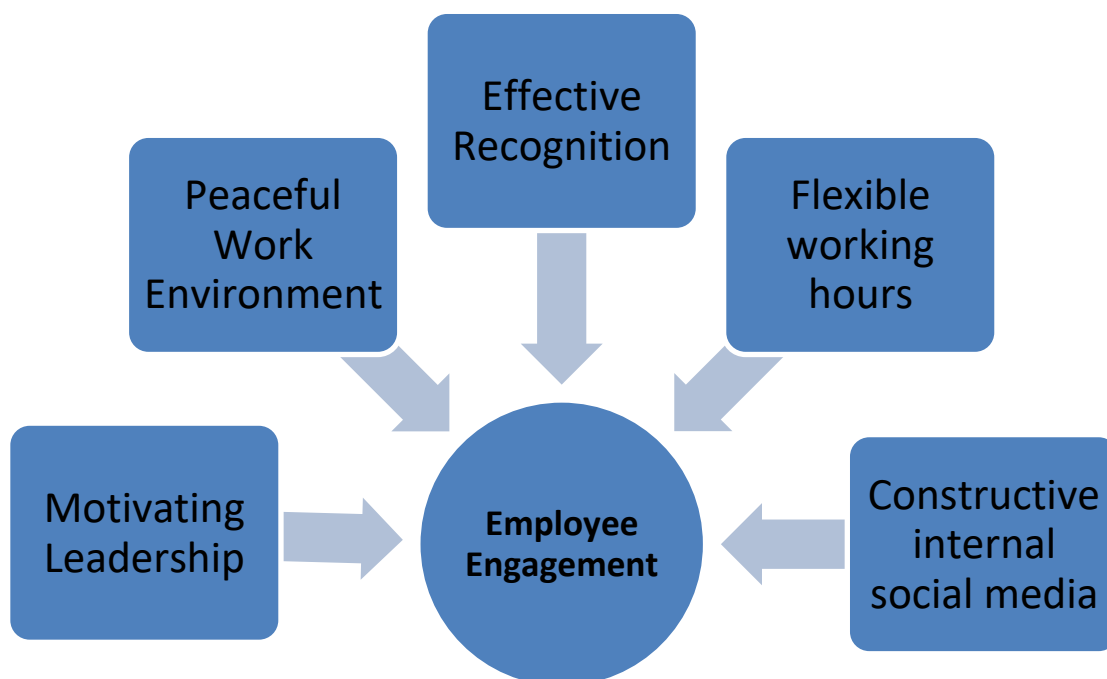 Effective
Recognition
Peaceful
Work
Environment
Flexible
working
hours
Motivating
Leadership
Employee
Engagement
Constructive
internal
social media